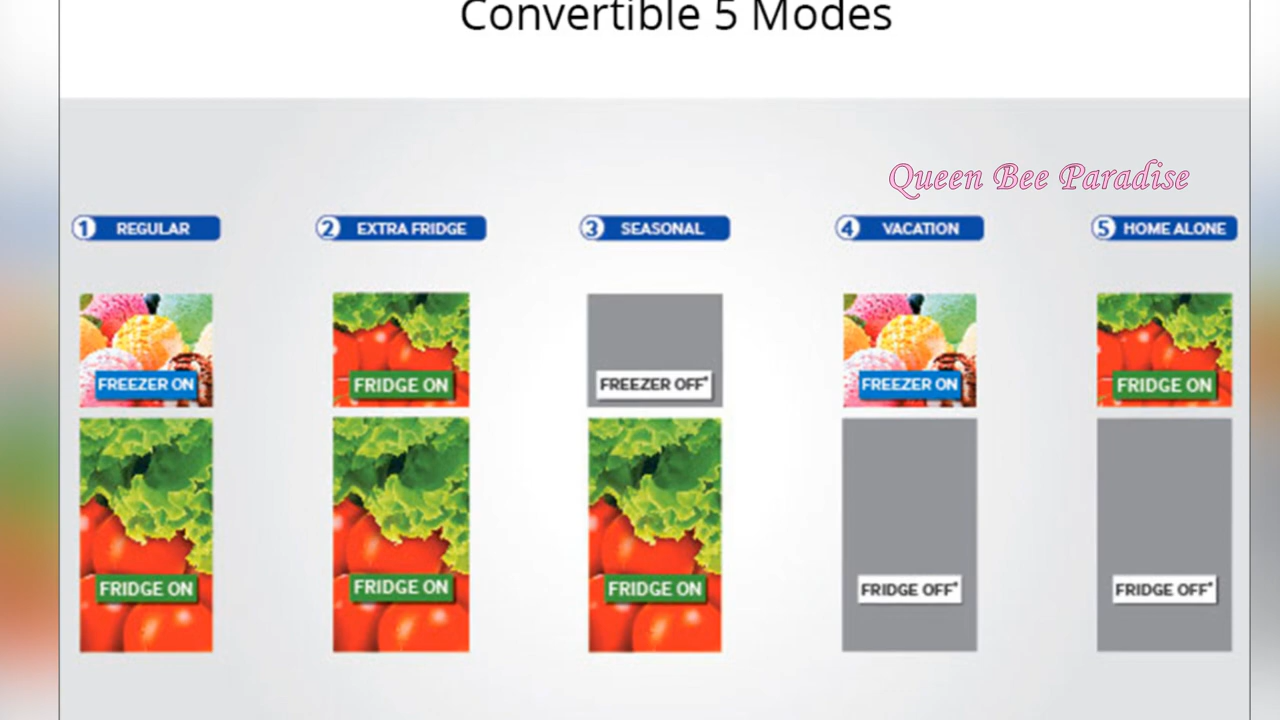 Convertible 5 Modes
Queen Bee Paradise
1 REGULAR
2 EXTRA FRIDGE
3 SEASONAL
4 VACATION
5 HOME ALONE
FREEZER ON
FRIDGE ON
FREEZER OFF*
FREEZER ON
FRIDGE ON
FRIDGE ON
FRIDGE ON
FRIDGE ON
FRIDGE OFF*
FRIDGE OFF*